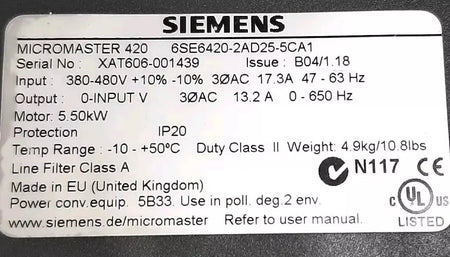 SIEMENS
MICROMASTER 420 6SE6420-2AD25-5CA1
Serial No : XAT606-001439 Issue : B04/1.18
Input : 380-480V +10% -10% 3ØAC 17.3A 47 - 63 Hz
Output : 0-INPUT V 3ØAC 13.2 A 0 - 650 Hz
Motor: 5.50kW
Protection IP20
Temp Range : -10 - +50°C Duty Class II Weight: 4.9kg/10.8lbs
Line Filter Class A N117 CE
Made in EU (United Kingdom)
Power conv.equip. 5B33. Use in poll. deg.2 env. C UL US
www.siemens.de/micromaster Refer to user manual. LISTED